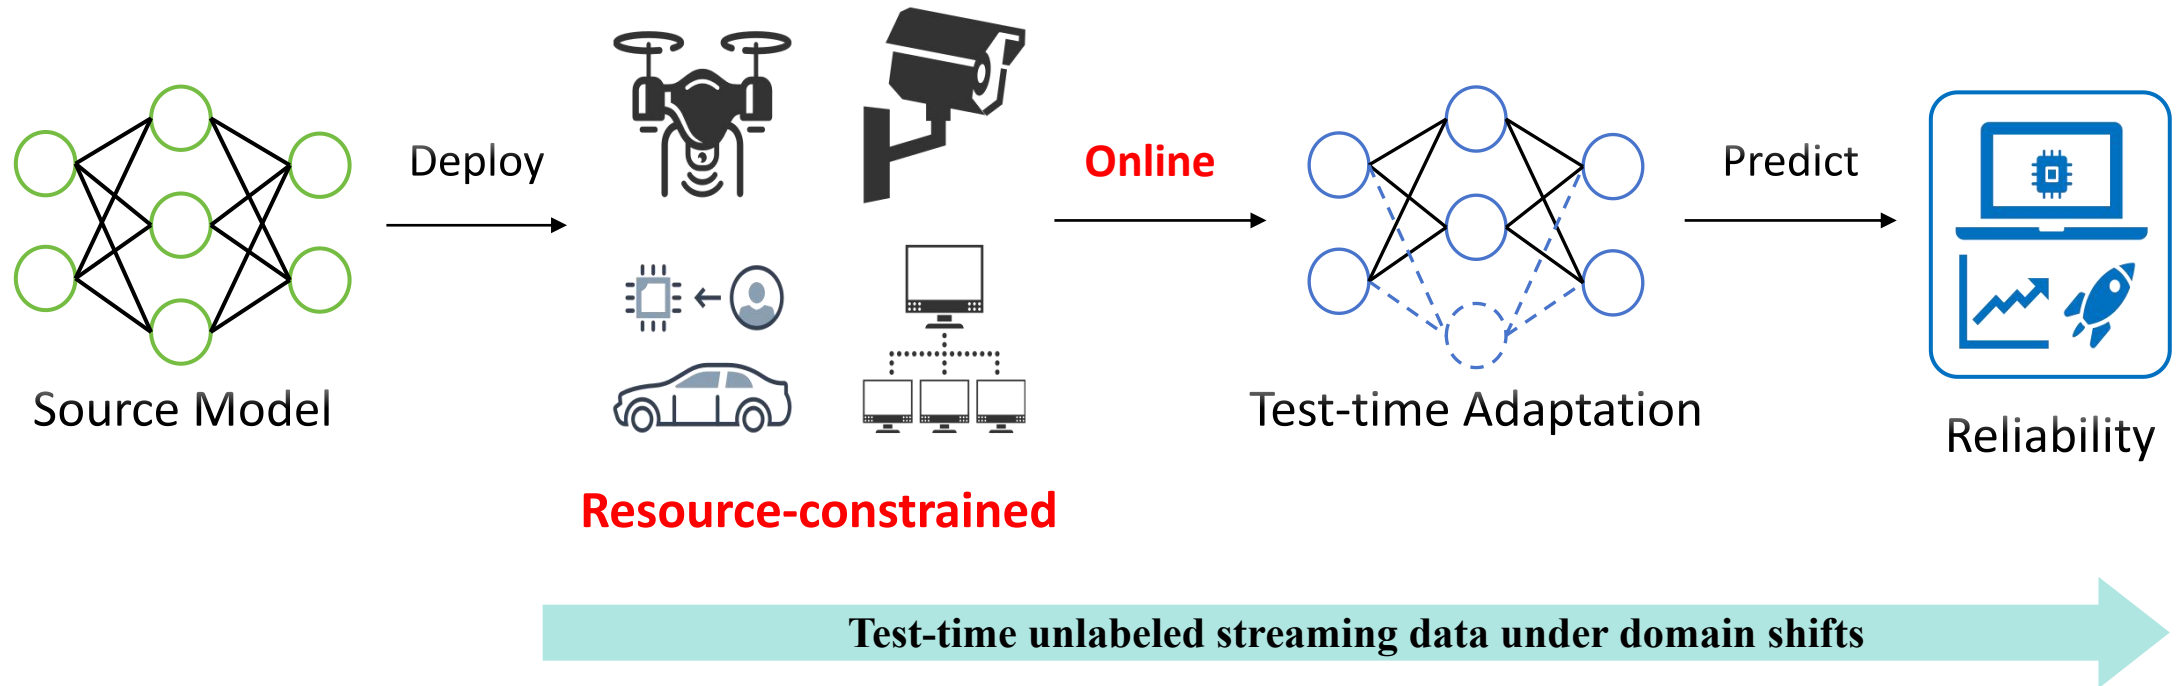 Deploy
Online
Predict
Source Model
Test-time Adaptation
Reliability
Resource-constrained
Test-time unlabeled streaming data under domain shifts